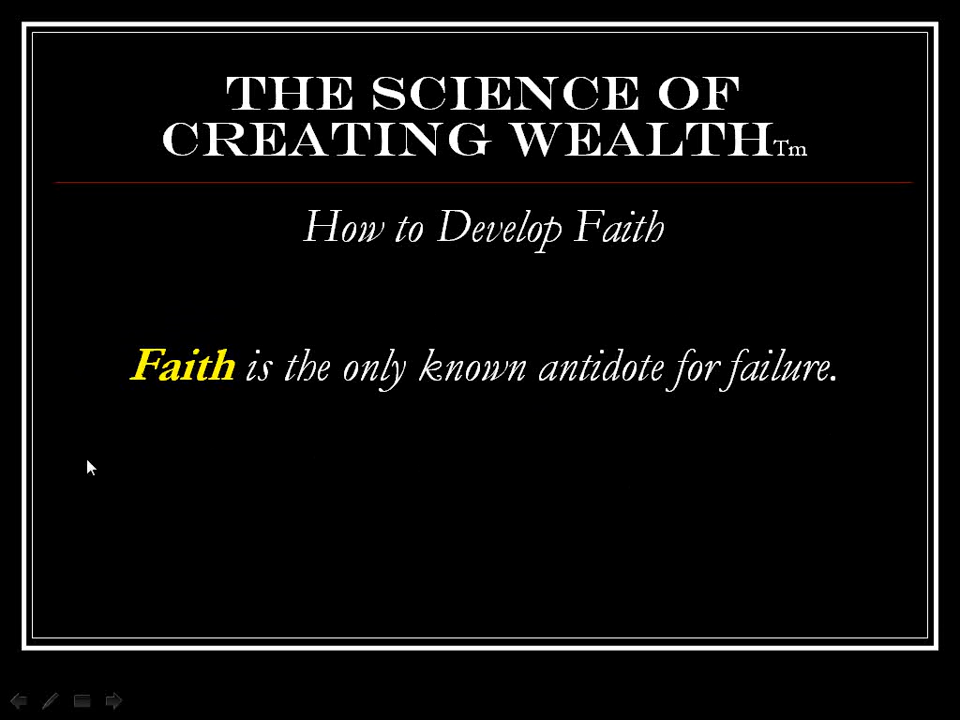 THE SCIENCE OF
CREATING WEALTHTm
How to Develop Faith
Faith is the only known antidote for failure.